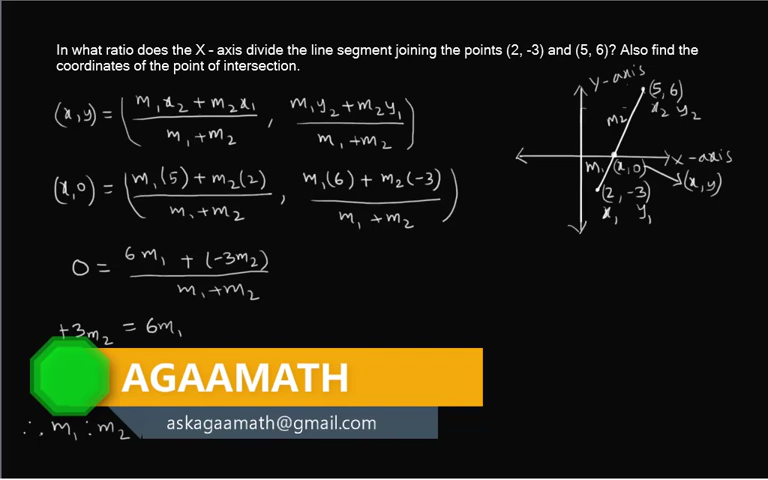 In what ratio does the X - axis divide the line segment joining the points (2, -3) and (5, 6)? Also find the
coordinates of the point of intersection.
(x,y) = ( m₁x₂ + m₂x₁ / m₁+m₂ , m₁y₂ + m₂y₁ / m₁+m₂ )
(x,0) = ( m₁(5) + m₂(2) / m₁+m₂ , m₁(6) + m₂(-3) / m₁+m₂ )
0 = 6m₁ + (-3m₂) / m₁+m₂
+3m₂ = 6m₁
∴ m₁ : m₂
Y-axis
(5, 6)
x₂ y₂
m₂
X-axis
m₁ (x,0)
(x,y)
(2, -3)
x₁ y₁
AGAAMATH
askagaamath@gmail.com